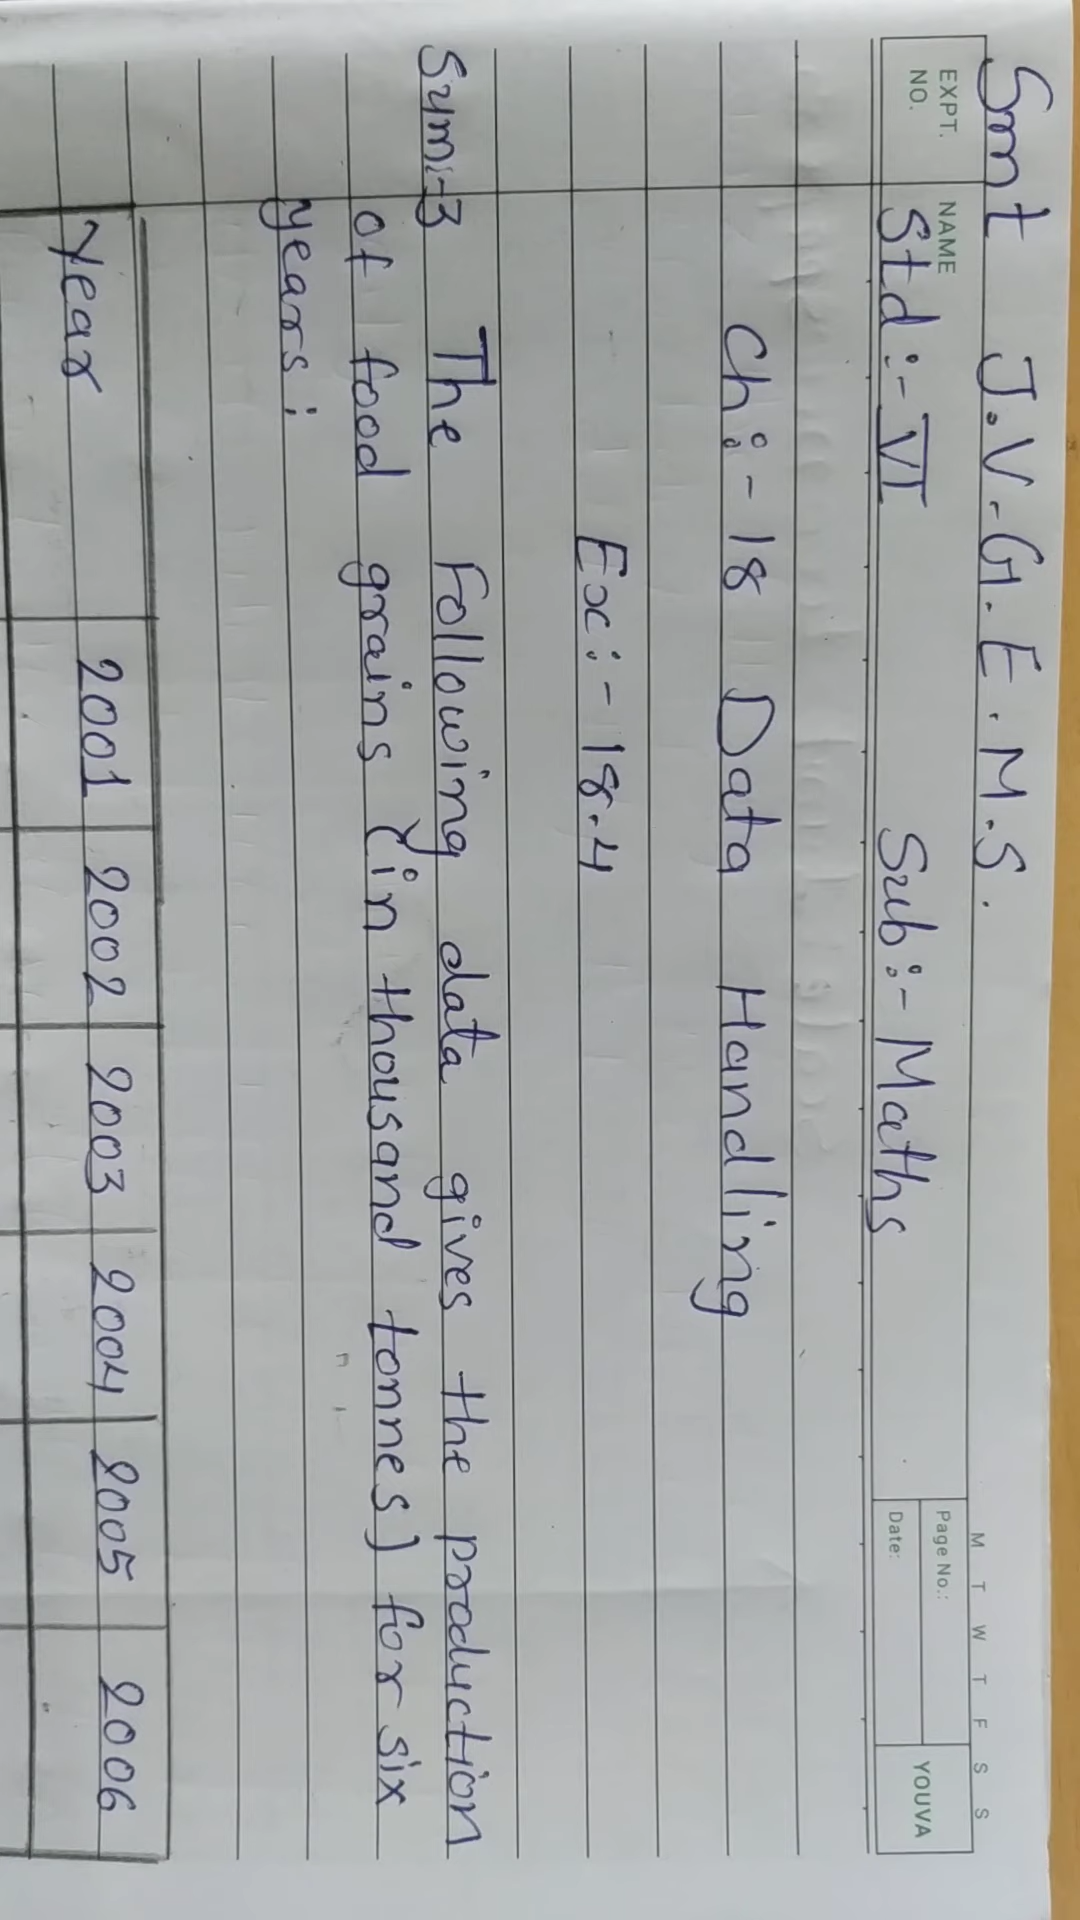 Smt J.V.G.E.M.S.
M T W T F S S
EXPT. NO.
NAME
Std:- VI Sub:- Maths
Page No.:
Date:
YOUVA
Ch:- 18 Data Handling
Ex:- 18.4
Sum:-3 The Following data gives the production
of food grains (in thousand tonnes) for six
years:
Year 2001 2002 2003 2004 2005 2006